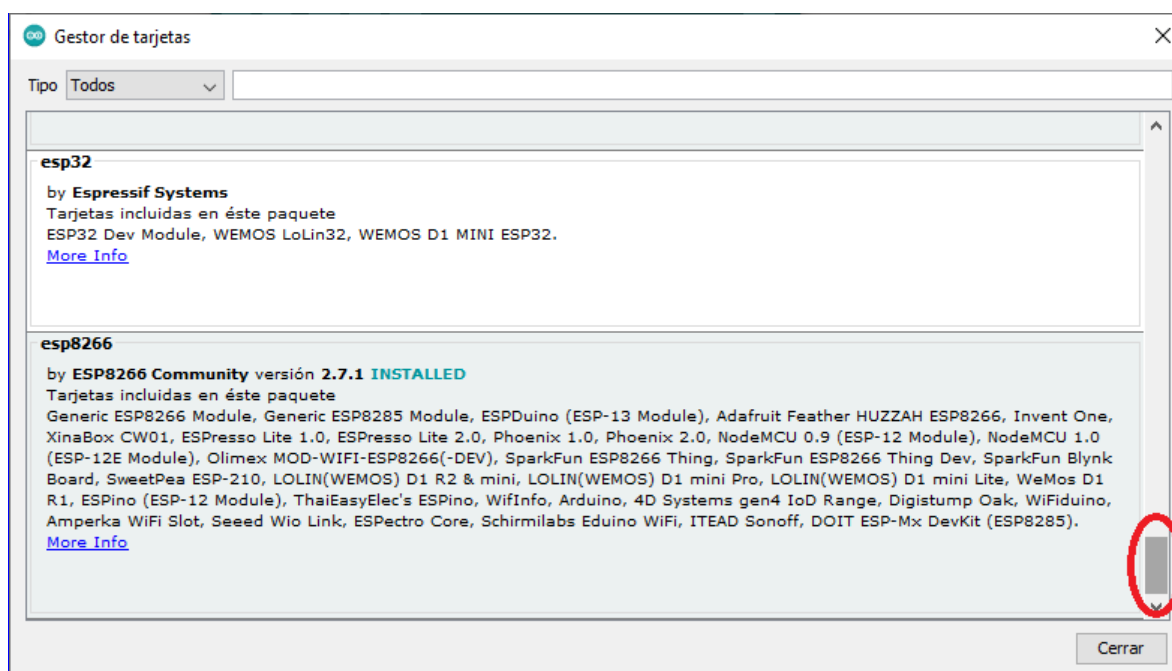 Gestor de tarjetas
Tipo Todos
esp32
by Espressif Systems
Tarjetas incluidas en éste paquete
ESP32 Dev Module, WEMOS LoLin32, WEMOS D1 MINI ESP32.
More Info
esp8266
by ESP8266 Community versión 2.7.1 INSTALLED
Tarjetas incluidas en éste paquete
Generic ESP8266 Module, Generic ESP8285 Module, ESPDuino (ESP-13 Module), Adafruit Feather HUZZAH ESP8266, Invent One,
XinaBox CW01, ESPresso Lite 1.0, ESPresso Lite 2.0, Phoenix 1.0, Phoenix 2.0, NodeMCU 0.9 (ESP-12 Module), NodeMCU 1.0
(ESP-12E Module), Olimex MOD-WIFI-ESP8266(-DEV), SparkFun ESP8266 Thing, SparkFun ESP8266 Thing Dev, SparkFun Blynk
Board, SweetPea ESP-210, LOLIN(WEMOS) D1 R2 & mini, LOLIN(WEMOS) D1 mini Pro, LOLIN(WEMOS) D1 mini Lite, WeMos D1
R1, ESPino (ESP-12 Module), ThaiEasyElec's ESPino, WifInfo, Arduino, 4D Systems gen4 IoD Range, Digistump Oak, WiFiduino,
Amperka WiFi Slot, Seeed Wio Link, ESPectro Core, Schirmilabs Eduino WiFi, ITEAD Sonoff, DOIT ESP-Mx DevKit (ESP8285).
More Info
Cerrar